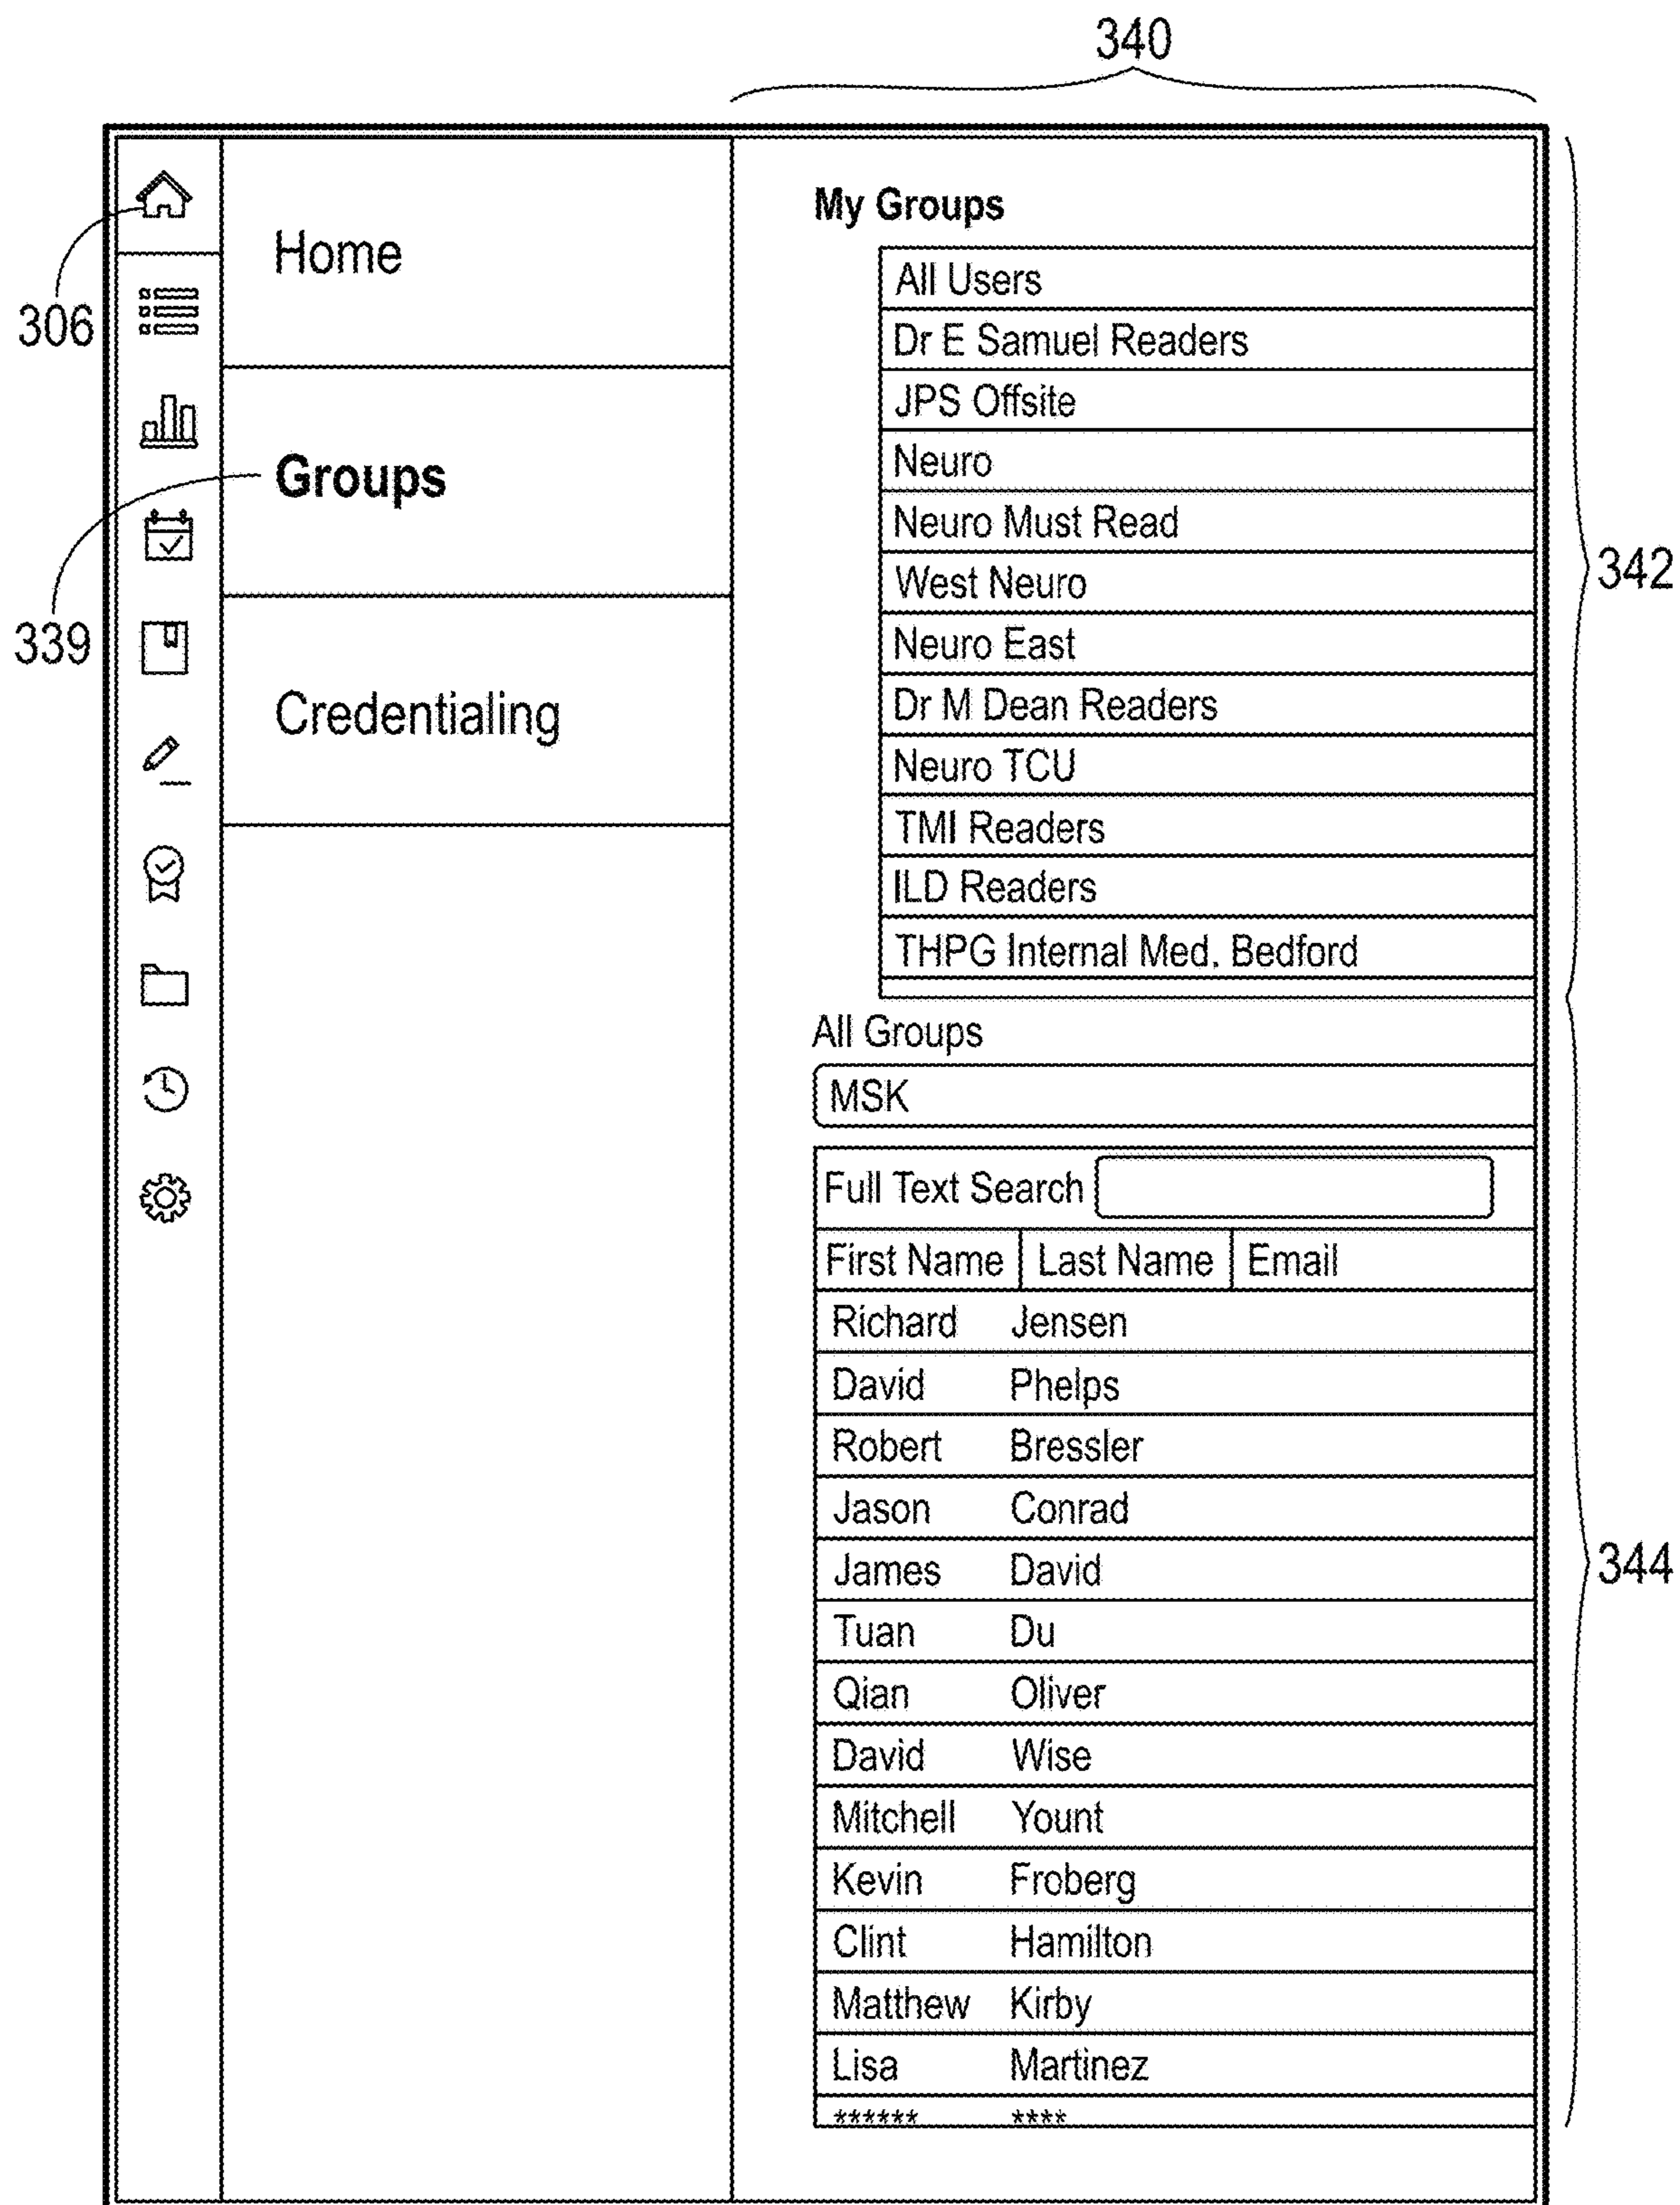 340
My Groups
Home
306
All Users
Dr E Samuel Readers
JPS Offsite
Neuro
Groups
Neuro Must Read
342
West Neuro
339
Neuro East
Credentialing
Dr M Dean Readers
Neuro TCU
TMI Readers
ILD Readers
THPG Internal Med. Bedford
All Groups
MSK
Full Text Search
First Name Last Name Email
Richard Jensen
David Phelps
Robert Bressler
Jason Conrad
344
James David
Tuan Du
Qian Oliver
David Wise
Mitchell Yount
Kevin Froberg
Clint Hamilton
Matthew Kirby
Lisa Martinez
****** ****